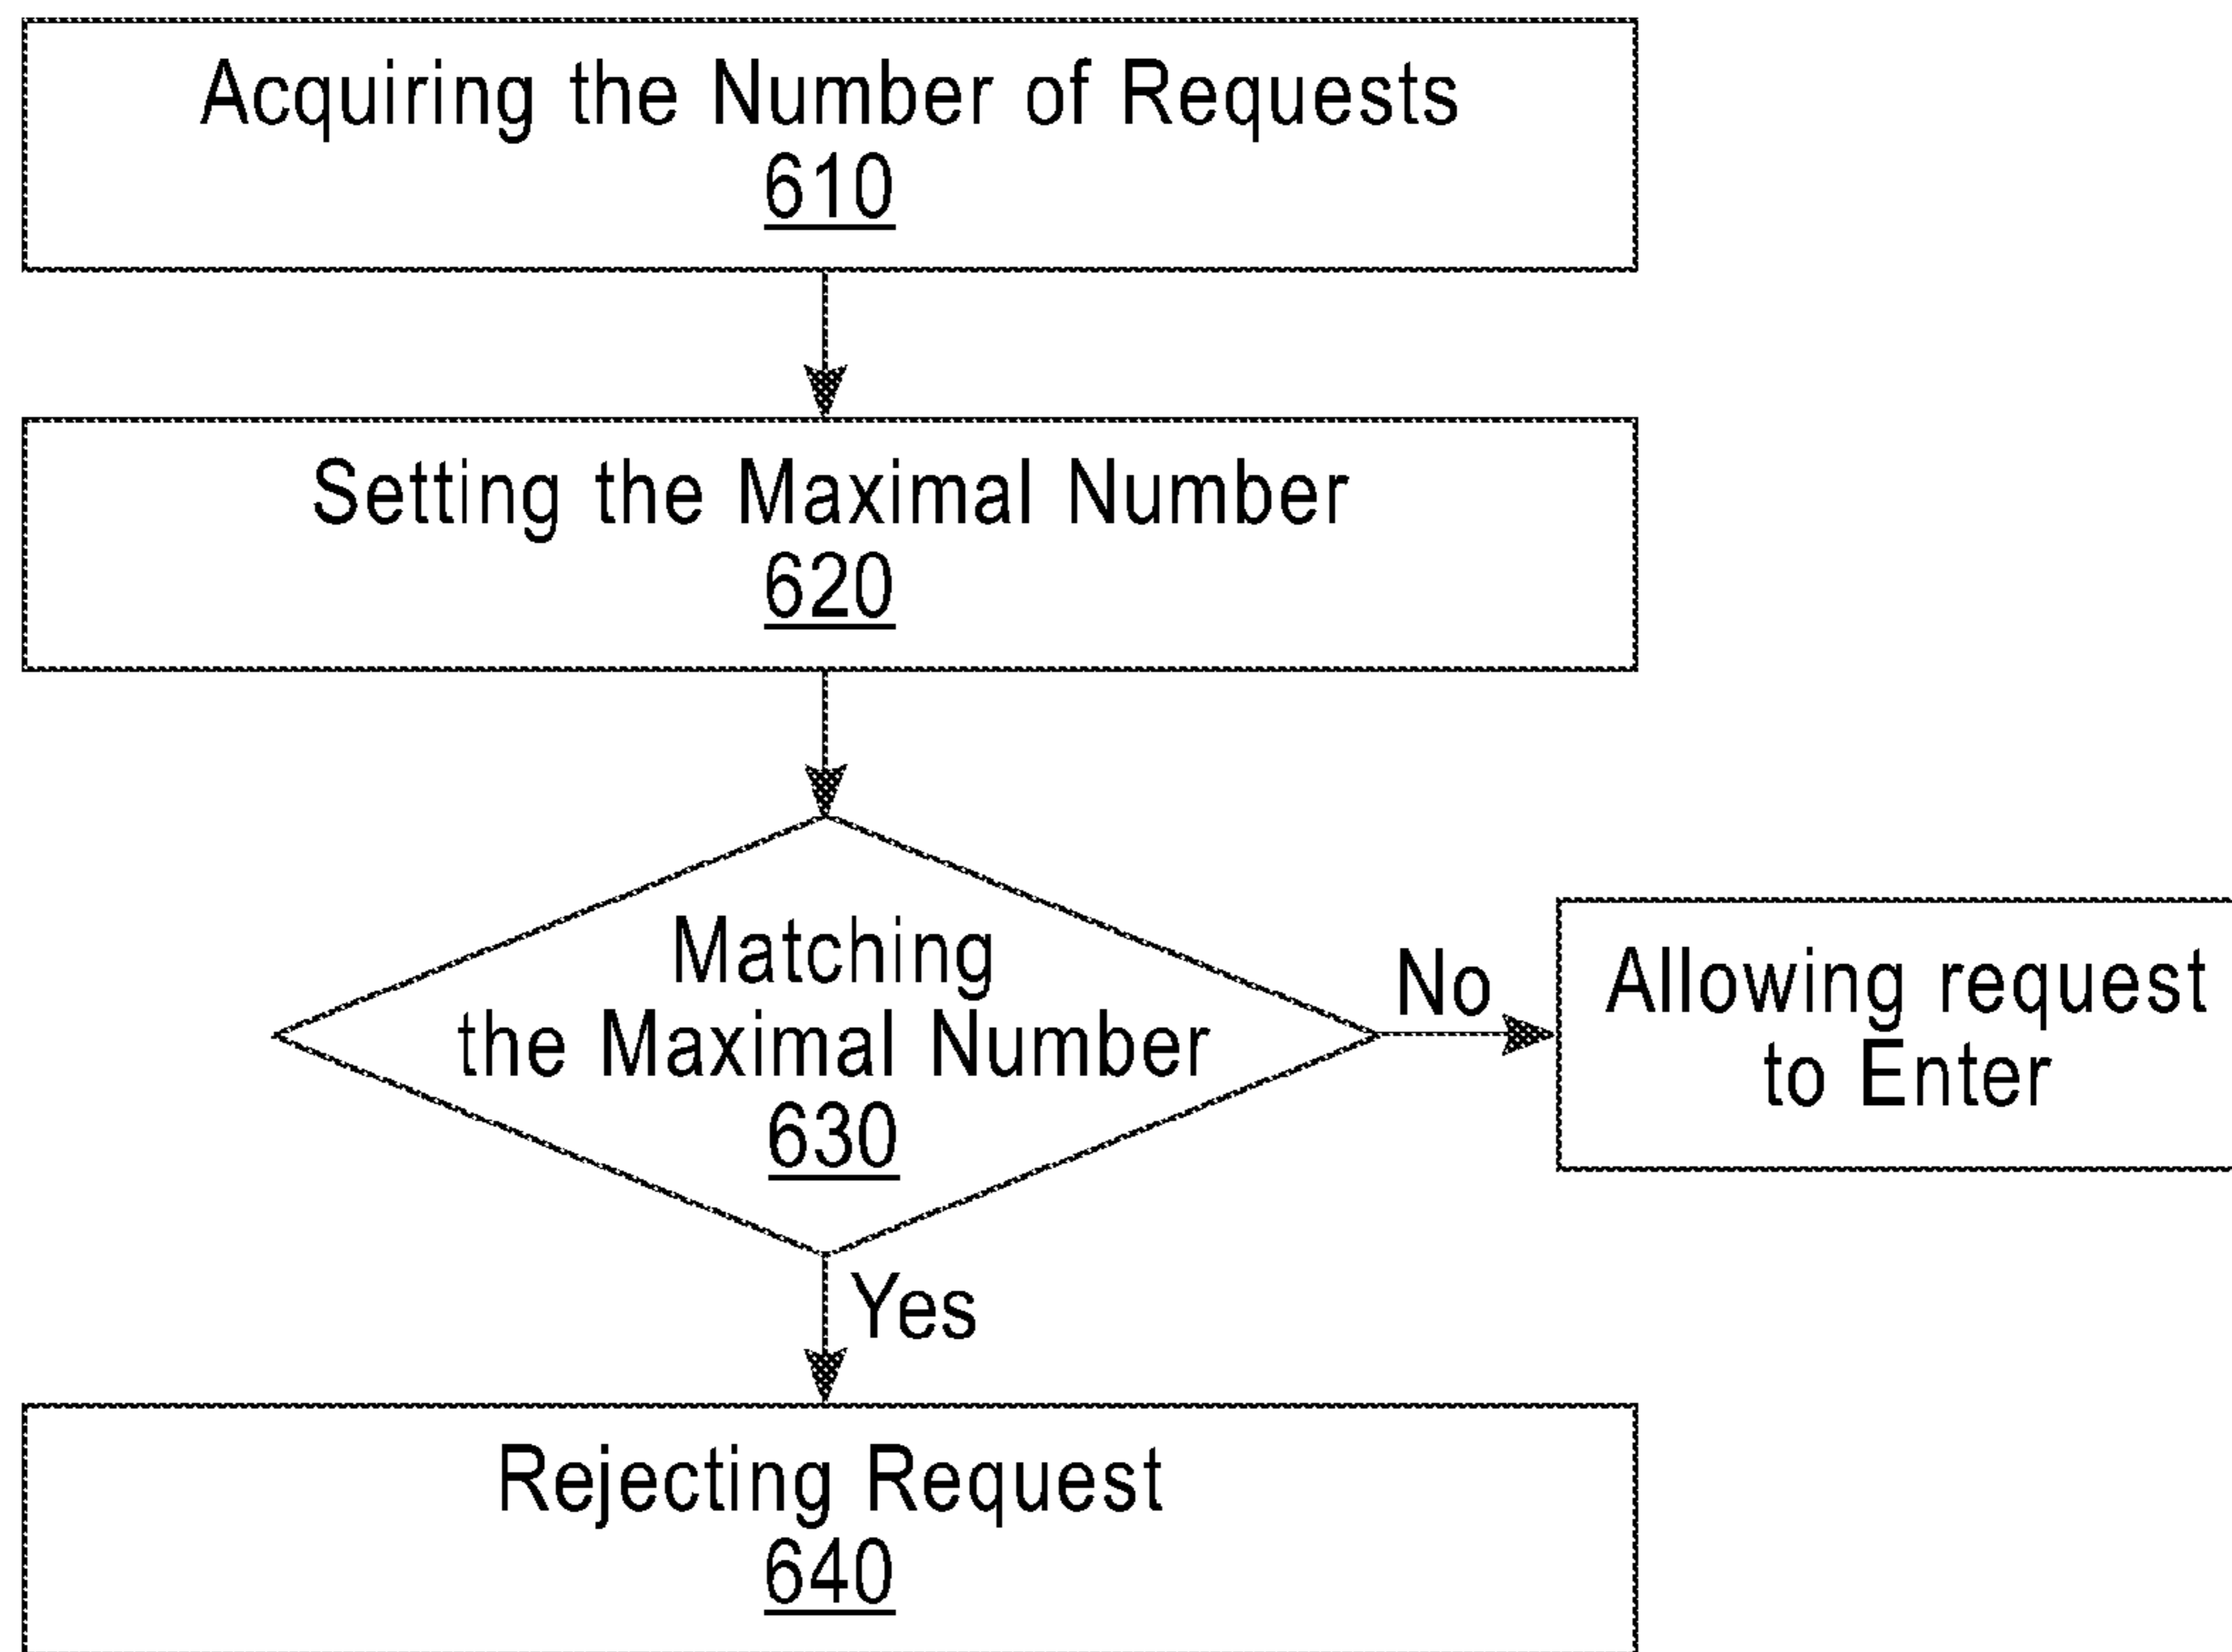 Acquiring the Number of Requests
610
Setting the Maximal Number
620
Matching
the Maximal Number
630
No
Allowing request
to Enter
Yes
Rejecting Request
640